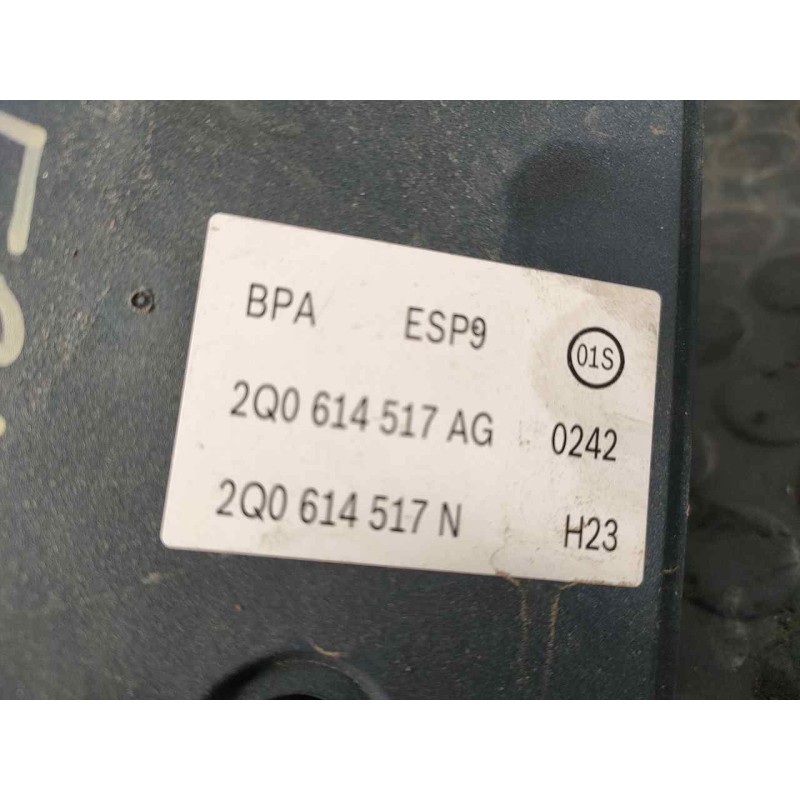 BPA ESP9
01S
2Q0 614 517 AG 0242
2Q0 614 517 N H23